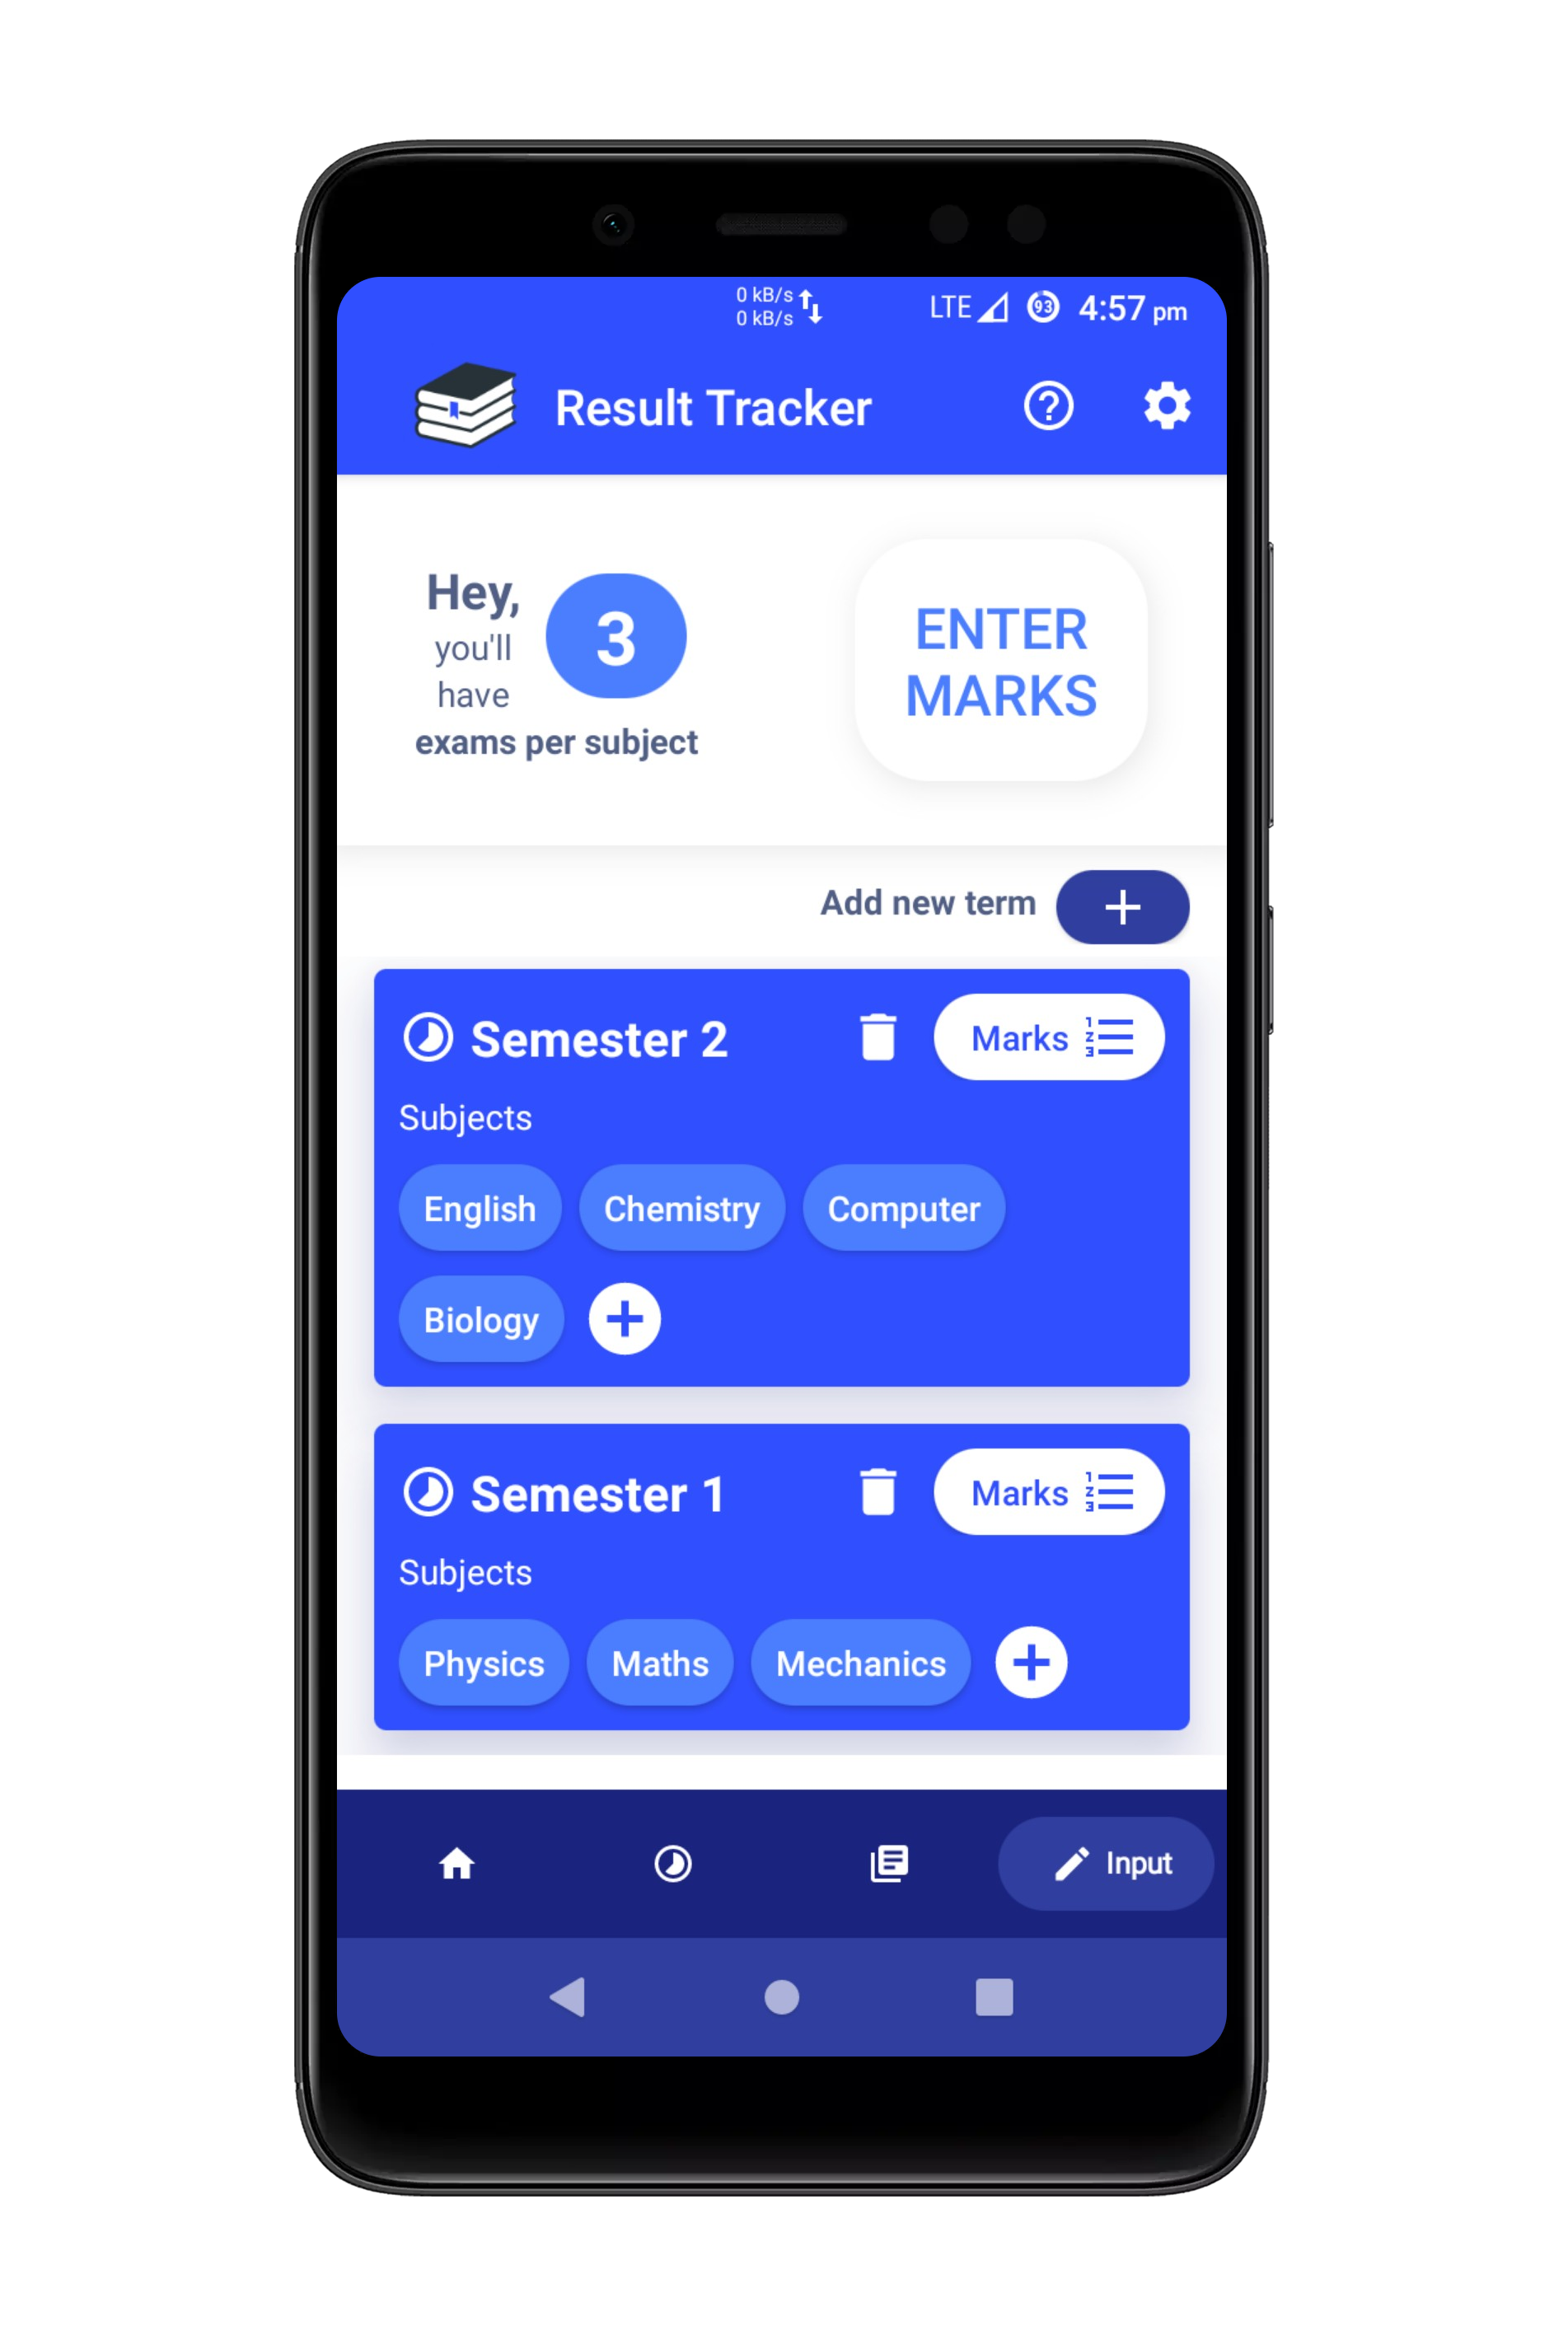 0 kB/s
0 kB/s
LTE 93 4:57 pm
Result Tracker
Hey,
you'll
have
3
exams per subject
ENTER
MARKS
Add new term
Semester 2
Marks
Subjects
English Chemistry Computer
Biology
Semester 1
Marks
Subjects
Physics Maths Mechanics
Input